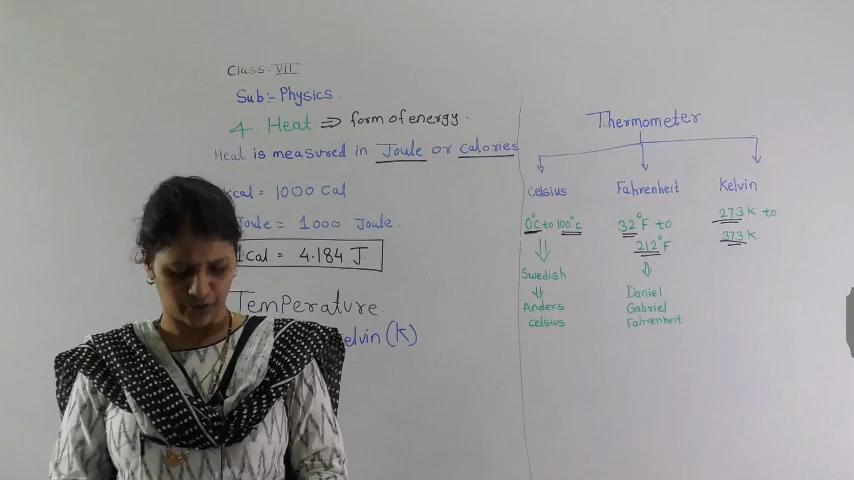 Class-VII
Sub:- Physics.
4. Heat ⇒ form of energy.
Heat is measured in Joule or calories
kcal = 1000 Cal
Joule = 1000 Joule.
1Cal = 4.184 J.
Temperature
elvin (K)
Thermometer
Celsius
Fahrenheit
Kelvin
0°c to 100°c
32°F to
212°F
273 K to
373 K
Swedish
Anders
Celsius
Daniel
Gabriel
Fahrenheit